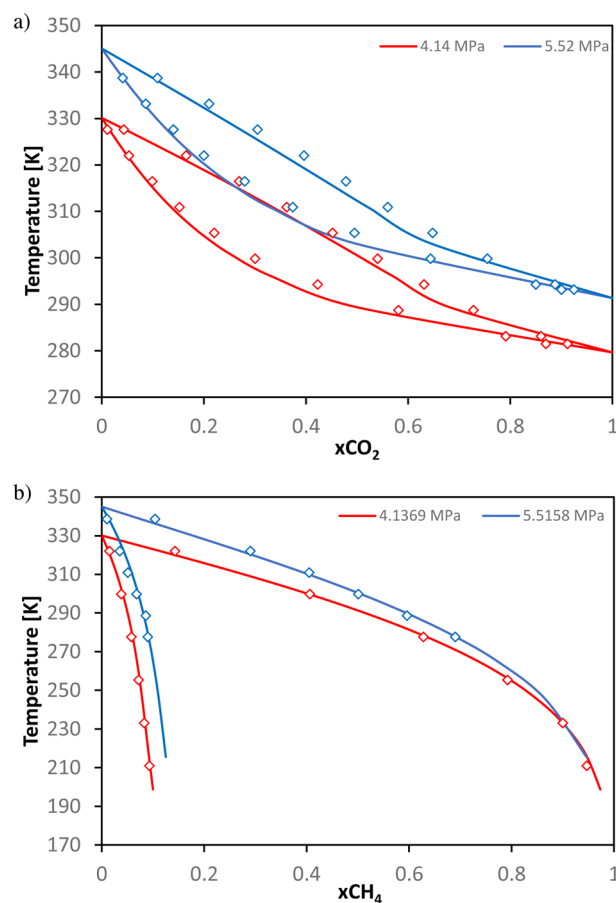 a)
350
4.14 MPa 5.52 MPa
340
330
320
310
300
290
280
270
Temperature [K]
0 0.2 0.4 0.6 0.8 1
xCO₂
b)
350
4.1369 MPa 5.5158 MPa
330
310
290
270
250
230
210
190
170
Temperature [K]
0 0.2 0.4 0.6 0.8 1
xCH₄